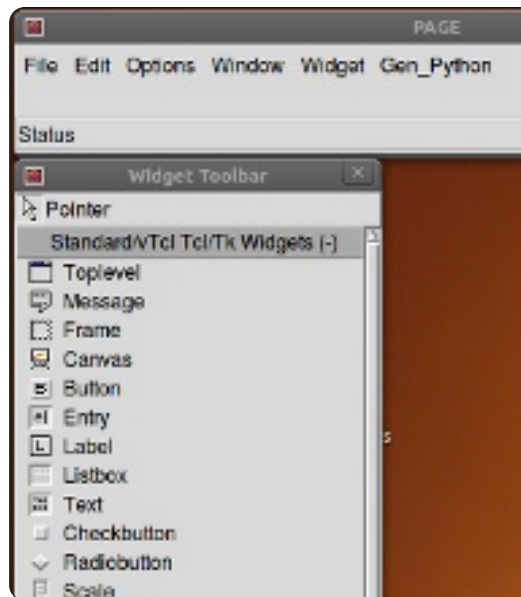 PAGE
File Edit Options Window Widget Gen_Python
Status
Widget Toolbar
Pointer
Standard/vTcl Tcl/Tk Widgets (-)
Toplevel
Message
Frame
Canvas
Button
Entry
Label
Listbox
Text
Checkbutton
Radiobutton
Scale